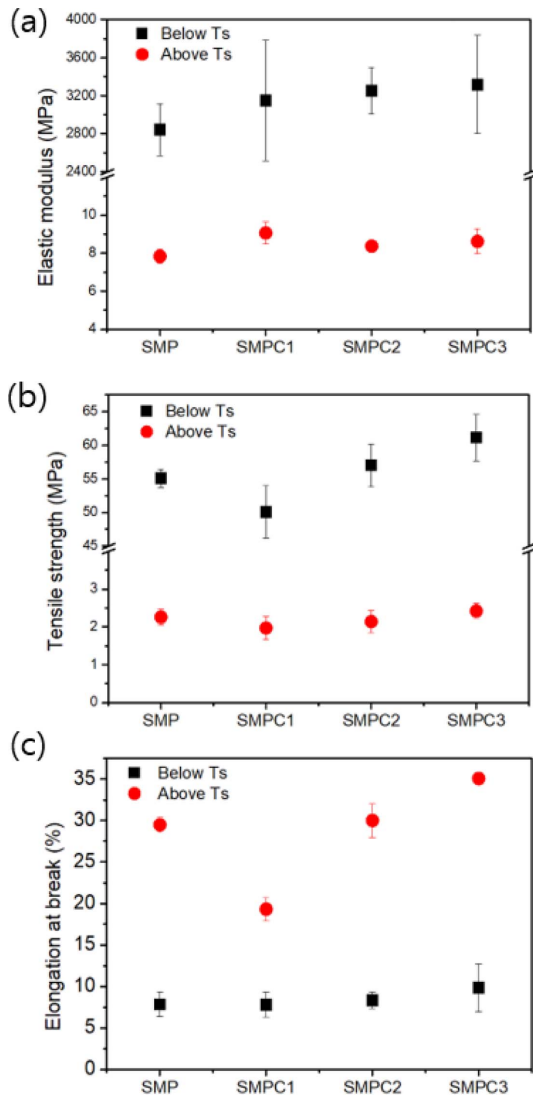 (a)
Below Ts
Above Ts
Elastic modulus (MPa)
4000
3600
3200
2800
2400
10
8
6
4
SMP SMPC1 SMPC2 SMPC3
(b)
Below Ts
Above Ts
Tensile strength (MPa)
65
60
55
50
45
3
2
1
0
SMP SMPC1 SMPC2 SMPC3
(c)
Below Ts
Above Ts
Elongation at break (%)
35
30
25
20
15
10
5
0
SMP SMPC1 SMPC2 SMPC3